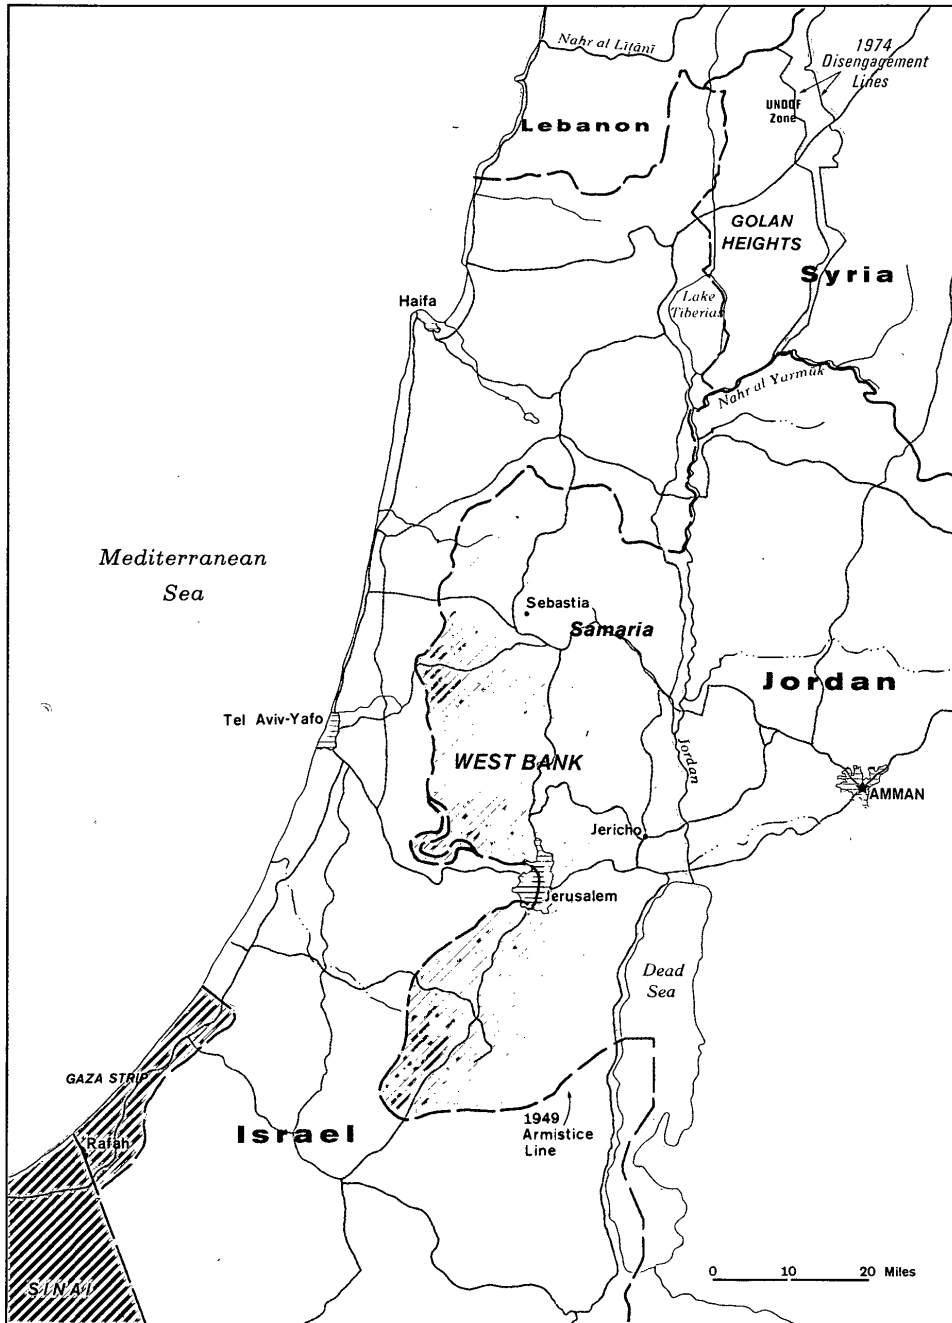 Nahr al Lītānī
1974
Disengagement
Lines
UNDOF
Zone
Lebanon
GOLAN
HEIGHTS
Syria
Haifa
Lake
Tiberias
Nahr al Yarmūk
Mediterranean
Sea
Sebastia
Samaria
Jordan
Tel Aviv-Yafo
WEST BANK
Jordan
AMMAN
Jericho
Jerusalem
Dead
Sea
GAZA STRIP
1949
Armistice
Line
Israel
Rafah
SINAI
0 10 20 Miles